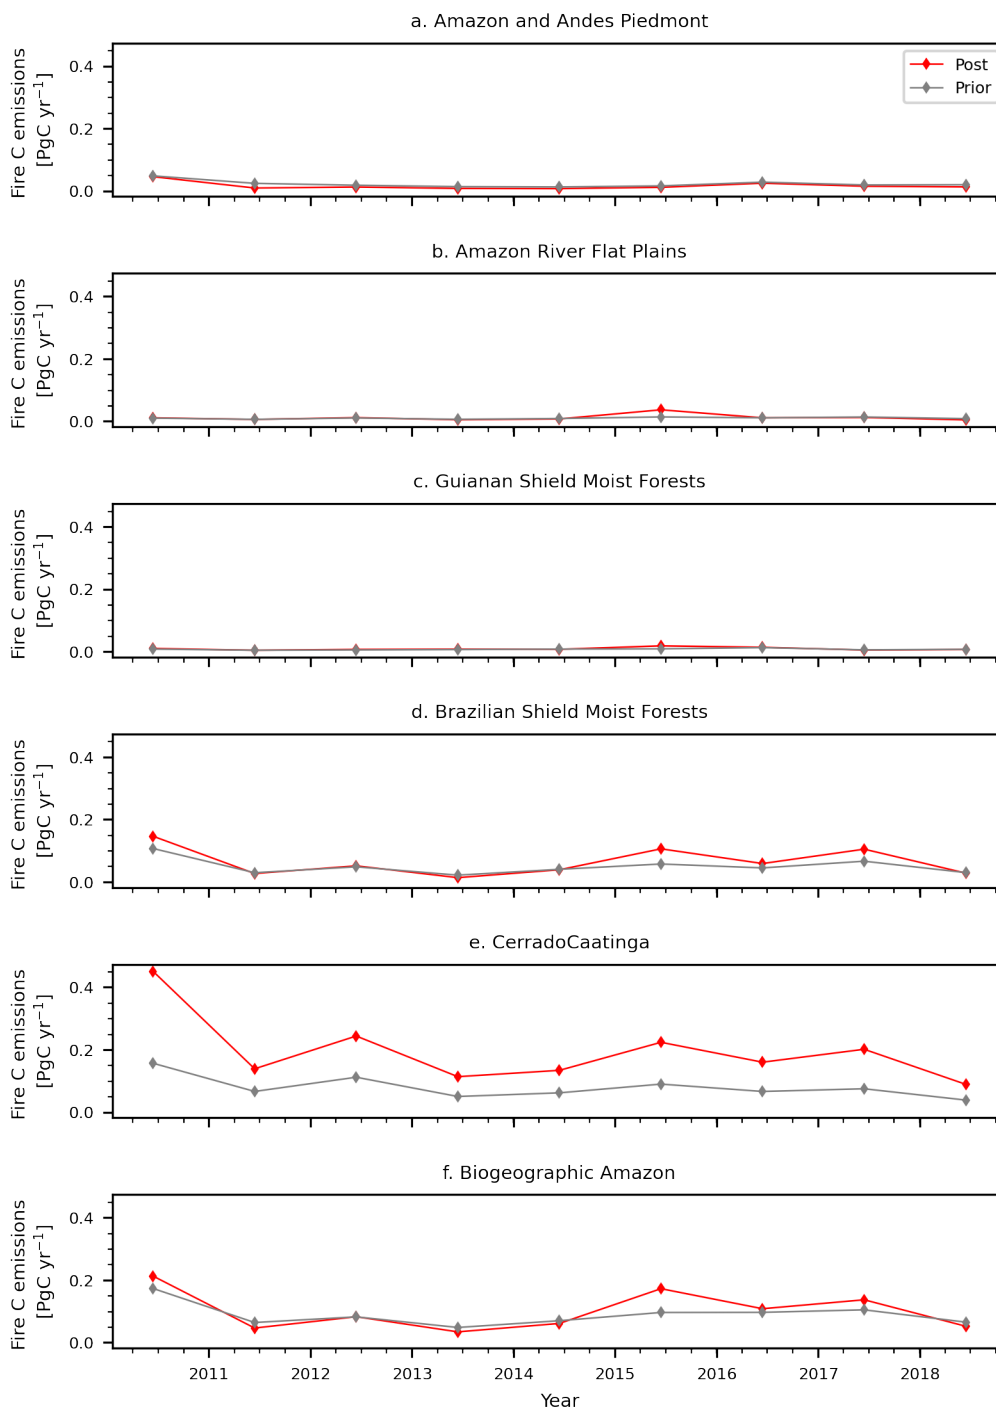 a. Amazon and Andes Piedmont
Fire C emissions
[PgC yr⁻¹]
0.4
0.2
0.0
Post
Prior
b. Amazon River Flat Plains
Fire C emissions
[PgC yr⁻¹]
0.4
0.2
0.0
c. Guianan Shield Moist Forests
Fire C emissions
[PgC yr⁻¹]
0.4
0.2
0.0
d. Brazilian Shield Moist Forests
Fire C emissions
[PgC yr⁻¹]
0.4
0.2
0.0
e. CerradoCaatinga
Fire C emissions
[PgC yr⁻¹]
0.4
0.2
0.0
f. Biogeographic Amazon
Fire C emissions
[PgC yr⁻¹]
0.4
0.2
0.0
2011 2012 2013 2014 2015 2016 2017 2018
Year